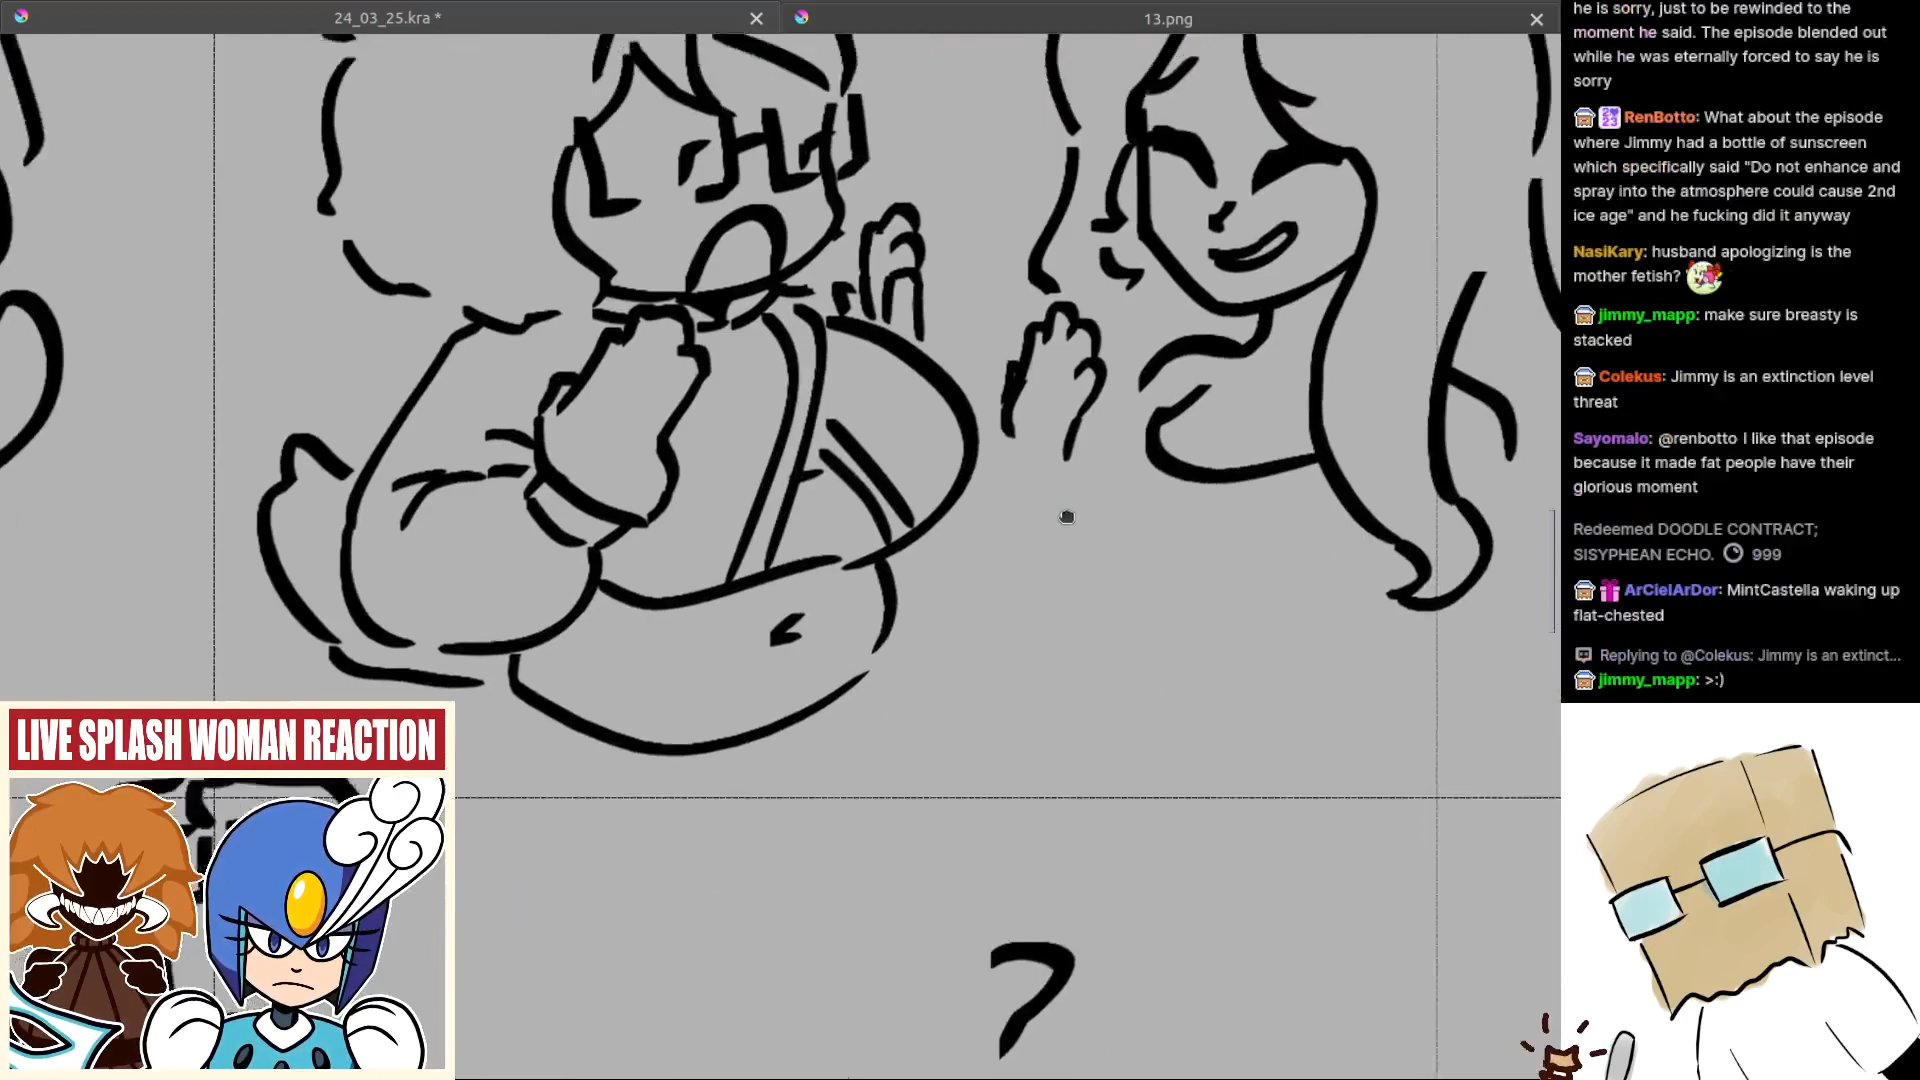 24_03_25.kra *
13.png
he is sorry, just to be rewinded to the
moment he said. The episode blended out
while he was eternally forced to say he is
sorry
RenBotto: What about the episode
where Jimmy had a bottle of sunscreen
which specifically said "Do not enhance and
spray into the atmosphere could cause 2nd
ice age" and he fucking did it anyway
NasiKary: husband apologizing is the
mother fetish?
jimmy_mapp: make sure breasty is
stacked
Colekus: Jimmy is an extinction level
threat
Sayomalo: @renbotto I like that episode
because it made fat people have their
glorious moment
Redeemed DOODLE CONTRACT;
SISYPHEAN ECHO. 999
ArCielArDor: MintCastella waking up
flat-chested
Replying to @Colekus: Jimmy is an extinct...
jimmy_mapp: >:)
LIVE SPLASH WOMAN REACTION
?